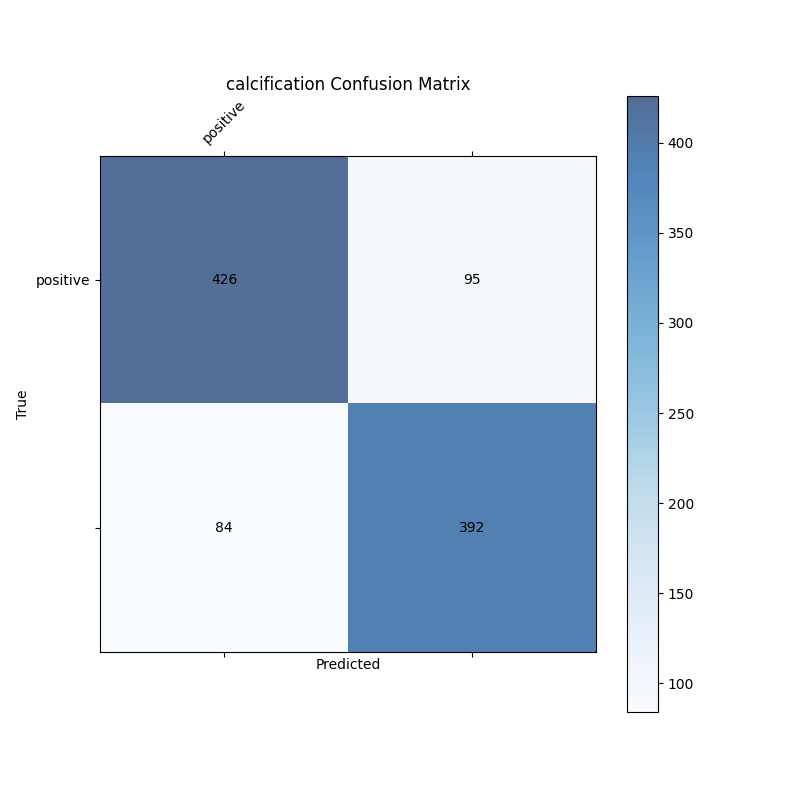 calcification Confusion Matrix
positive
positive
426
95
84
392
True
Predicted
400
350
300
250
200
150
100